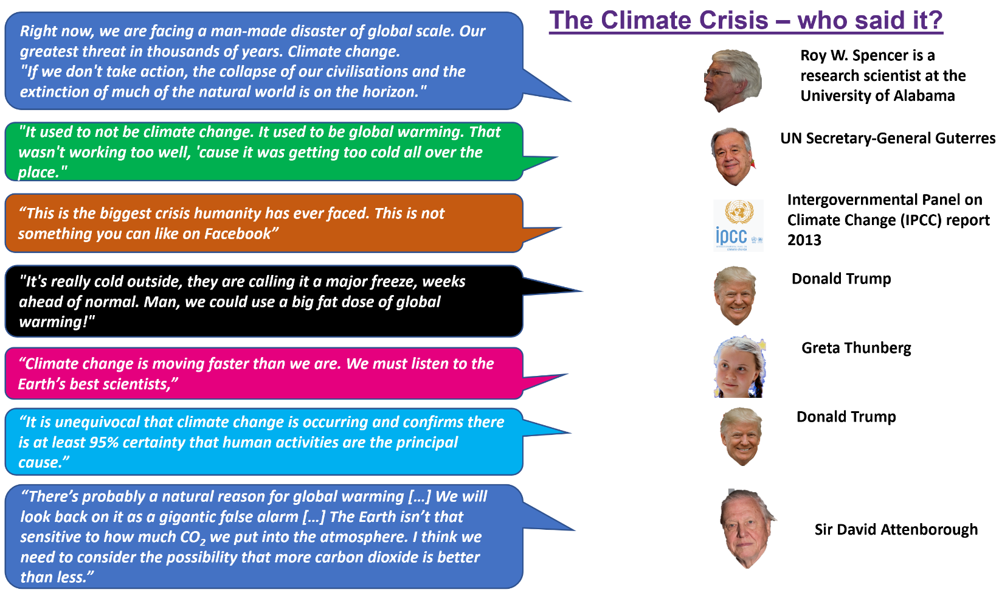 The Climate Crisis – who said it?
Right now, we are facing a man-made disaster of global scale. Our
greatest threat in thousands of years. Climate change.
"If we don't take action, the collapse of our civilisations and the
extinction of much of the natural world is on the horizon."
"It used to not be climate change. It used to be global warming. That
wasn't working too well, 'cause it was getting too cold all over the
place."
“This is the biggest crisis humanity has ever faced. This is not
something you can like on Facebook”
"It's really cold outside, they are calling it a major freeze, weeks
ahead of normal. Man, we could use a big fat dose of global
warming!"
“Climate change is moving faster than we are. We must listen to the
Earth’s best scientists,”
“It is unequivocal that climate change is occurring and confirms there
is at least 95% certainty that human activities are the principal
cause.”
“There’s probably a natural reason for global warming […] We will
look back on it as a gigantic false alarm […] The Earth isn’t that
sensitive to how much CO₂ we put into the atmosphere. I think we
need to consider the possibility that more carbon dioxide is better
than less.”
Roy W. Spencer is a
research scientist at the
University of Alabama
UN Secretary-General Guterres
ipcc
INTERGOVERNMENTAL PANEL ON
climate change
Intergovernmental Panel on
Climate Change (IPCC) report
2013
Donald Trump
Greta Thunberg
Donald Trump
Sir David Attenborough